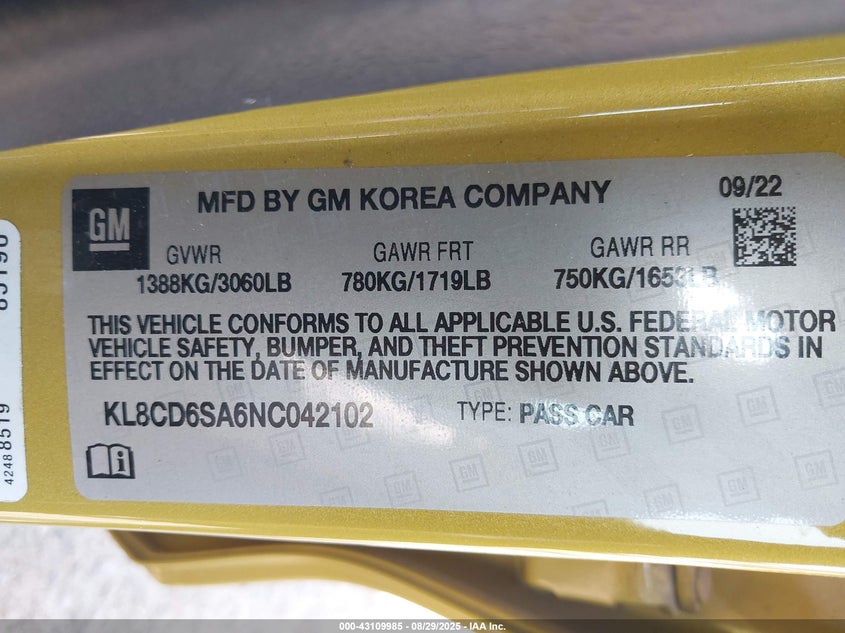 GM
MFD BY GM KOREA COMPANY
09/22
GVWR
GAWR FRT
GAWR RR
1388KG/3060LB
780KG/1719LB
750KG/1653LB
THIS VEHICLE CONFORMS TO ALL APPLICABLE U.S. FEDERAL MOTOR
VEHICLE SAFETY, BUMPER, AND THEFT PREVENTION STANDARDS IN
EFFECT ON THE DATE OF MANUFACTURE SHOWN ABOVE.
KL8CD6SA6NC042102
TYPE: PASS CAR
4248 8519
000-43109985 - 08/29/2025 - IAA Inc.